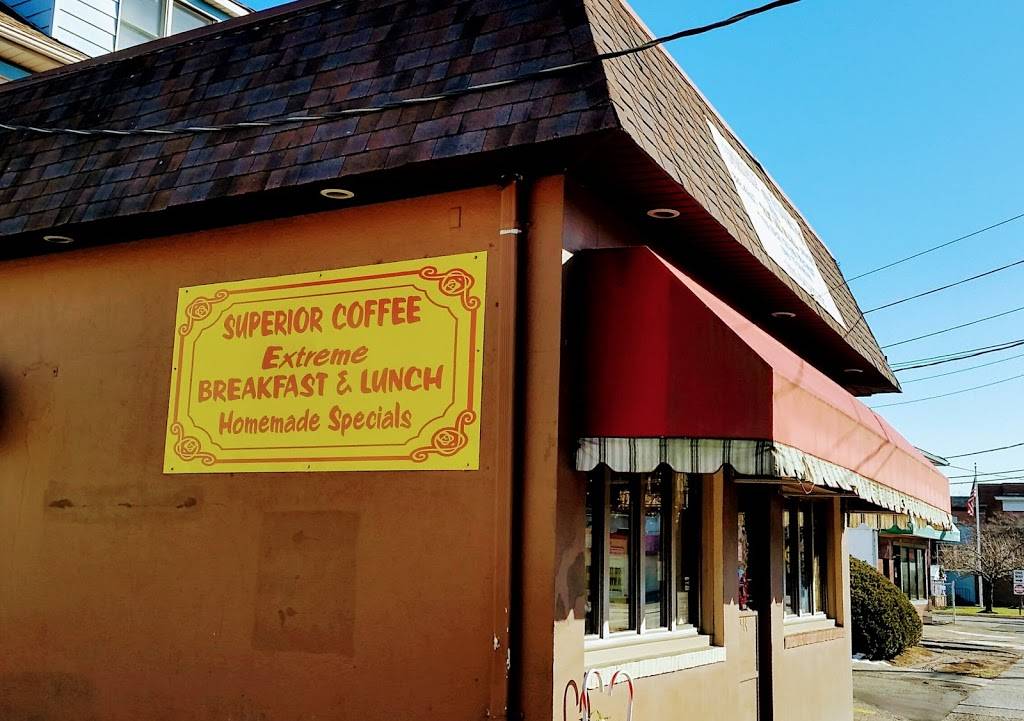 SUPERIOR COFFEE
Extreme
BREAKFAST & LUNCH
Homemade Specials